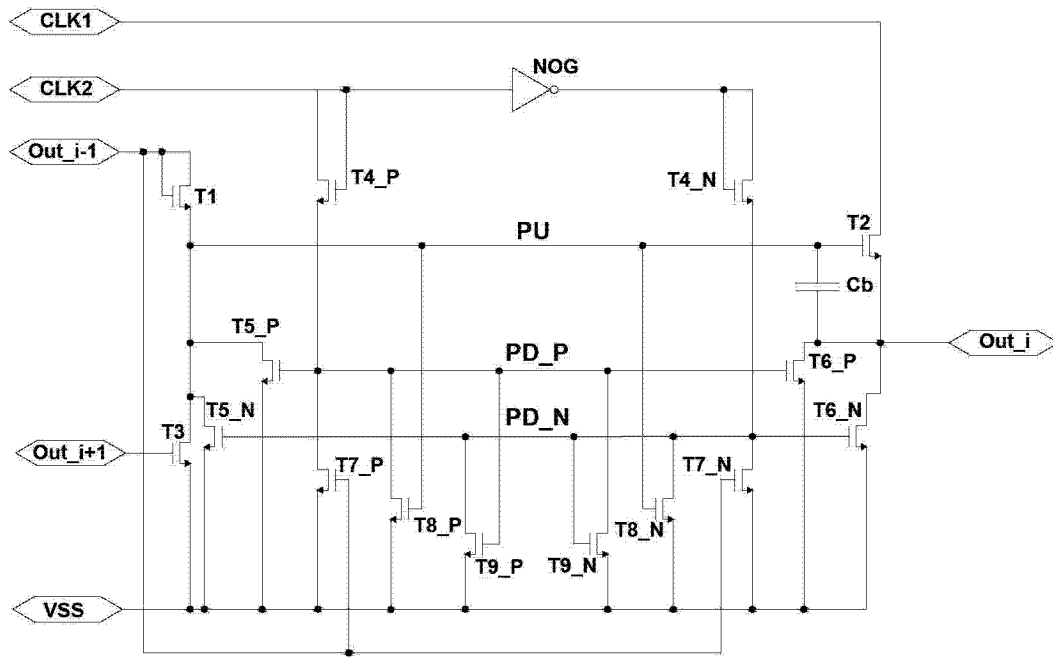 CLK1
CLK2
NOG
Out_i-1
T1
T4_P
T4_N
PU
T2
Cb
T5_P
PD_P
T6_P
Out_i
T5_N
PD_N
T6_N
T3
Out_i+1
T7_P
T7_N
T8_P
T8_N
T9_P
T9_N
VSS